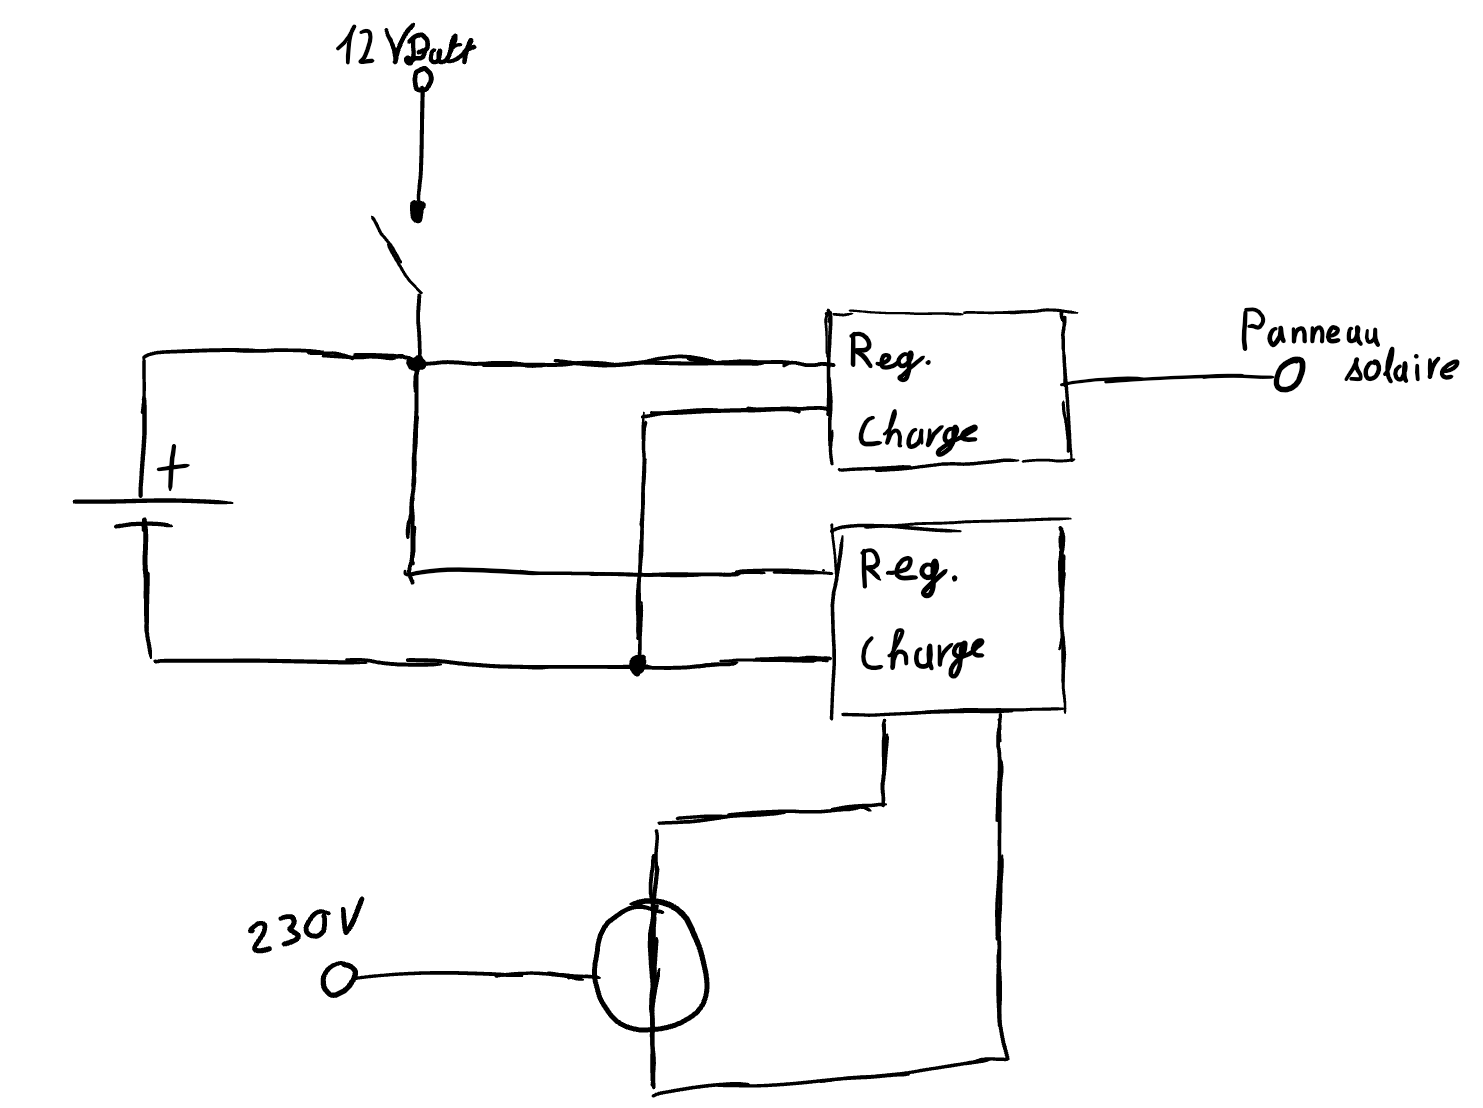 12 VBatt
Reg.
Charge
Panneau
solaire
+
Reg.
Charge
230V